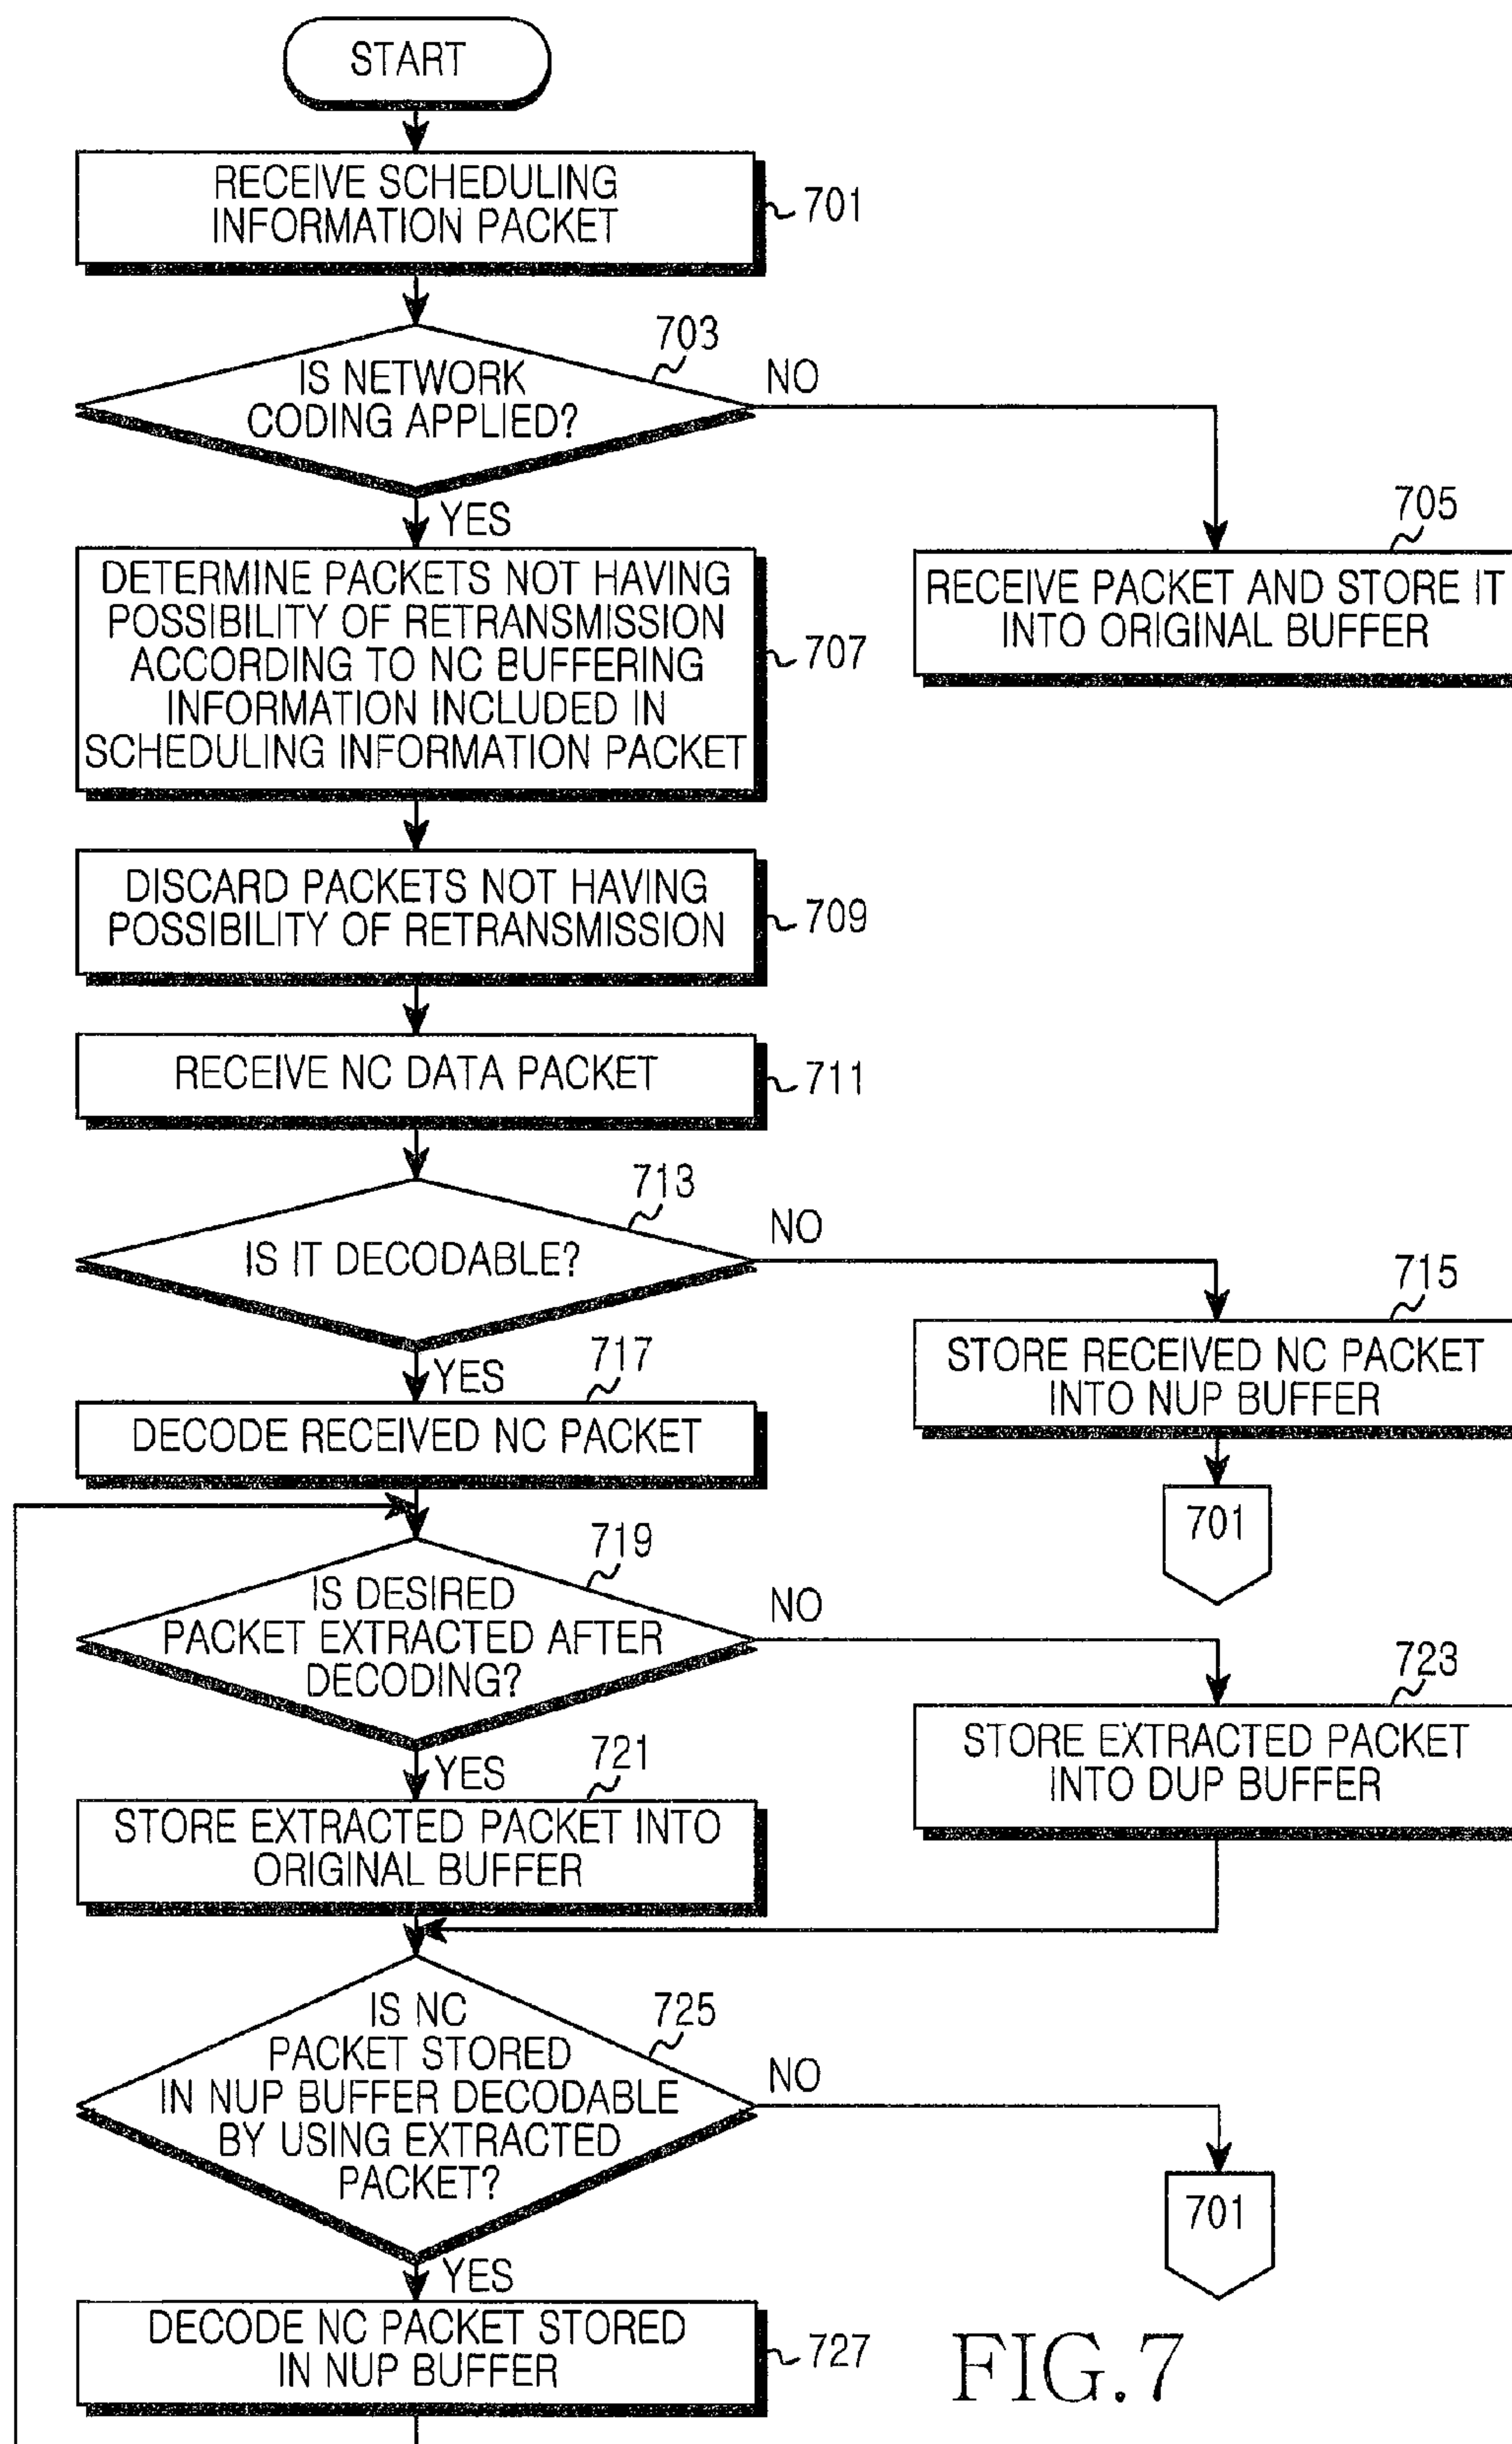 START
RECEIVE SCHEDULING
INFORMATION PACKET
701
703
IS NETWORK
CODING APPLIED?
NO
YES
705
RECEIVE PACKET AND STORE IT
INTO ORIGINAL BUFFER
DETERMINE PACKETS NOT HAVING
POSSIBILITY OF RETRANSMISSION
ACCORDING TO NC BUFFERING
INFORMATION INCLUDED IN
SCHEDULING INFORMATION PACKET
707
DISCARD PACKETS NOT HAVING
POSSIBILITY OF RETRANSMISSION
709
RECEIVE NC DATA PACKET
711
713
IS IT DECODABLE?
NO
YES
715
STORE RECEIVED NC PACKET
INTO NUP BUFFER
701
717
DECODE RECEIVED NC PACKET
719
IS DESIRED
PACKET EXTRACTED AFTER
DECODING?
NO
YES
723
STORE EXTRACTED PACKET
INTO DUP BUFFER
721
STORE EXTRACTED PACKET INTO
ORIGINAL BUFFER
725
IS NC
PACKET STORED
IN NUP BUFFER DECODABLE
BY USING EXTRACTED
PACKET?
NO
701
YES
DECODE NC PACKET STORED
IN NUP BUFFER
727
FIG.7